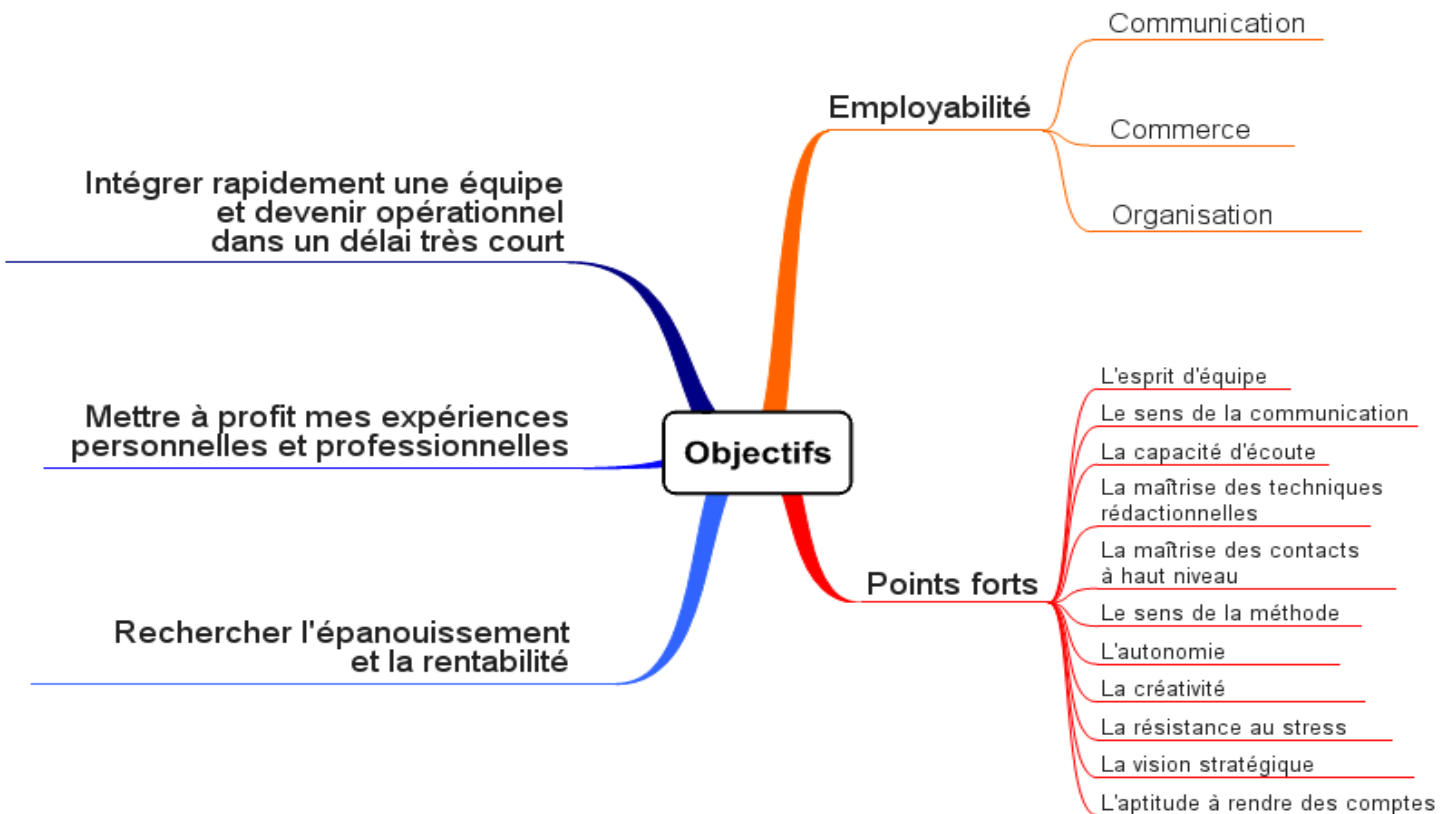 Objectifs
Employabilité
Communication
Commerce
Organisation
Points forts
L'esprit d'équipe
Le sens de la communication
La capacité d'écoute
La maîtrise des techniques
rédactionnelles
La maîtrise des contacts
à haut niveau
Le sens de la méthode
L'autonomie
La créativité
La résistance au stress
La vision stratégique
L'aptitude à rendre des comptes
Intégrer rapidement une équipe
et devenir opérationnel
dans un délai très court
Mettre à profit mes expériences
personnelles et professionnelles
Rechercher l'épanouissement
et la rentabilité